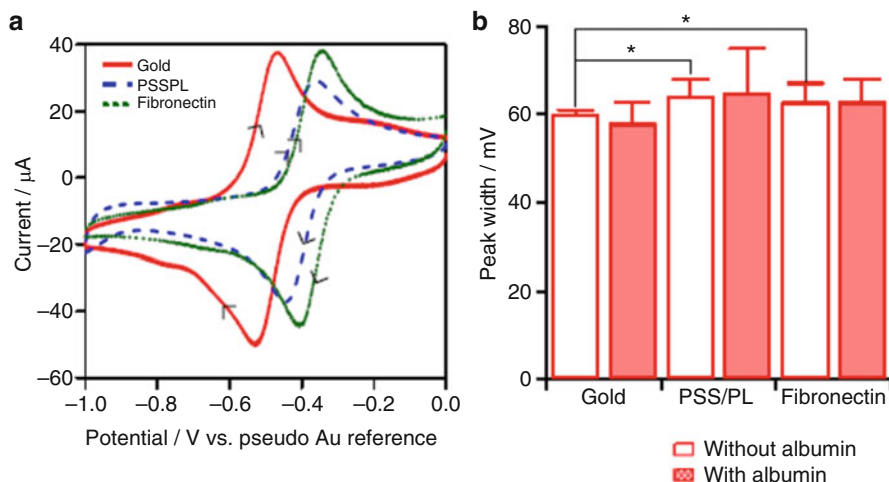 a
40
20
0
−20
−40
−60
−1.0 −0.8 −0.6 −0.4 −0.2 0.0
Current / μA
Potential / V vs. pseudo Au reference
Gold
PSSPL
Fibronectin
b
80
60
40
20
0
Peak width / mV
*
*
Gold PSS/PL Fibronectin
Without albumin
With albumin